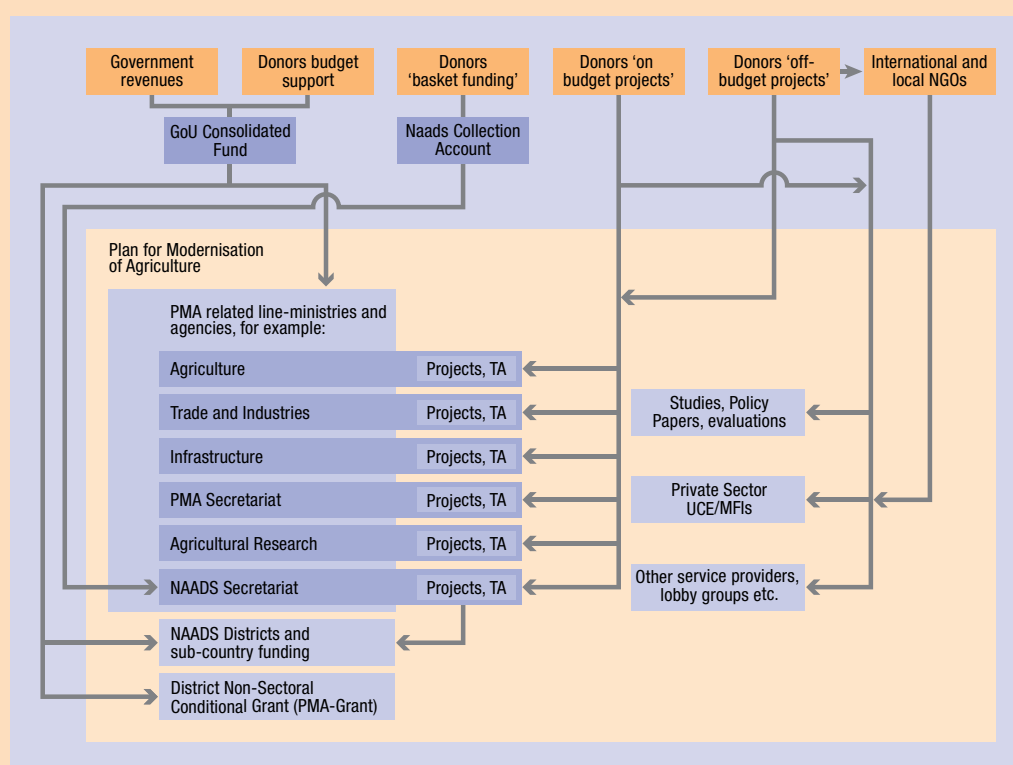 Government
revenues
Donors budget
support
Donors
‘basket funding’
Donors ‘on
budget projects’
Donors ‘off-
budget projects’
International and
local NGOs
GoU Consolidated
Fund
Naads Collection
Account
Plan for Modernisation
of Agriculture
PMA related line-ministries and
agencies, for example:
Agriculture
Projects, TA
Trade and Industries
Projects, TA
Infrastructure
Projects, TA
PMA Secretariat
Projects, TA
Agricultural Research
Projects, TA
NAADS Secretariat
Projects, TA
Studies, Policy
Papers, evaluations
Private Sector
UCE/MFIs
Other service providers,
lobby groups etc.
NAADS Districts and
sub-country funding
District Non-Sectoral
Conditional Grant (PMA-Grant)